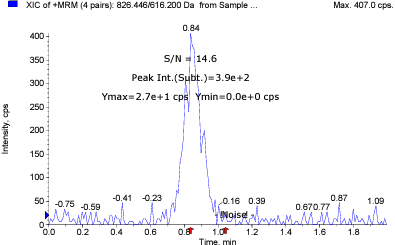 XIC of +MRM (4 pairs): 826.446/616.200 Da from Sample ...
Max. 407.0 cps.
0.84
400
350
300
250
200
150
100
50
0
Intensity, cps
S/N = 14.6
Peak Int.(Subt.)=3.9e+2
Ymax=2.7e+1 cps Ymin=0.0e+0 cps
-0.75
-0.59
-0.41
-0.23
-0.16
0.39
0.67
0.77
0.87
1.09
- Noise -
0.0 0.2 0.4 0.6 0.8 1.0 1.2 1.4 1.6 1.8
Time, min